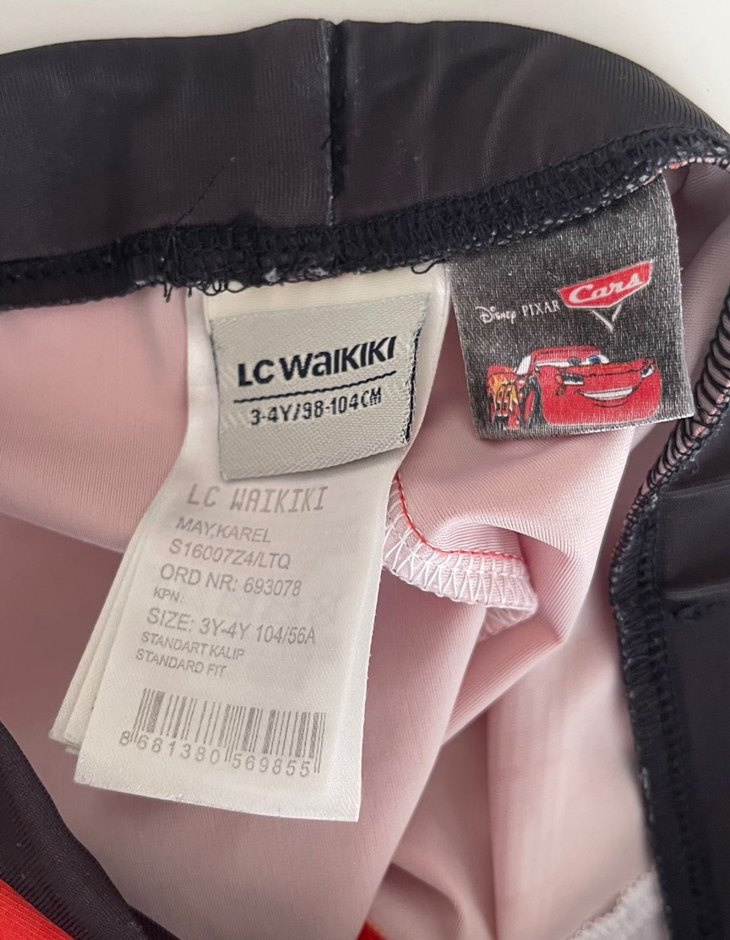 LC WAIKIKI
3-4Y/98-104CM
Disney PIXAR
Cars
LC WAIKIKI
MAY,KAREL
S16007Z4/LTQ
ORD NR: 693078
KPN:
SIZE: 3Y-4Y 104/56A
STANDART KALIP
STANDARD FIT
8681380569855